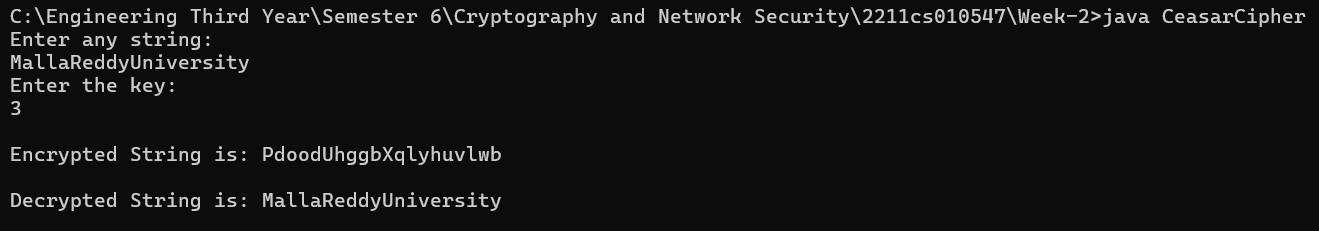 C:\Engineering Third Year\Semester 6\Cryptography and Network Security\2211cs010547\Week-2>java CeasarCipher
Enter any string:
MallaReddyUniversity
Enter the key:
3
Encrypted String is: PdoodUhggbXqlyhuvlwb
Decrypted String is: MallaReddyUniversity